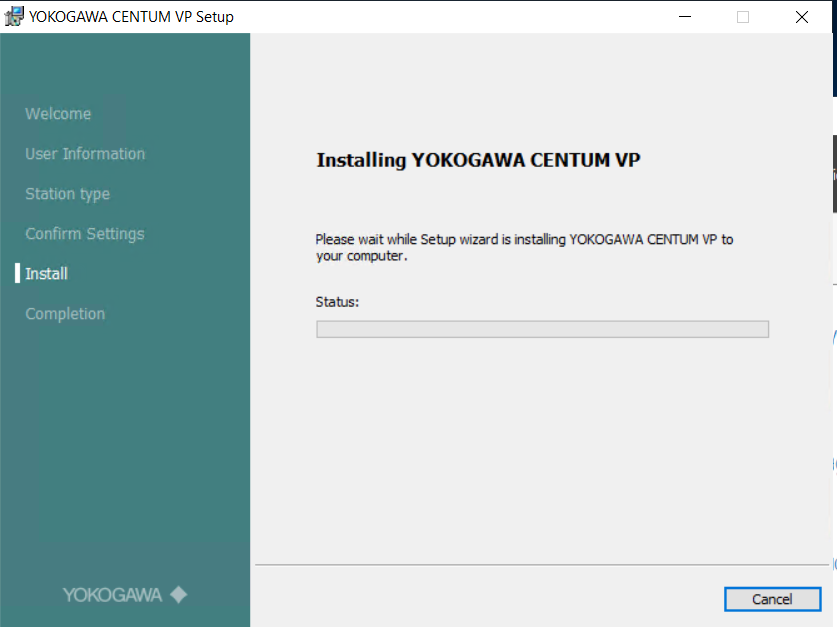 YOKOGAWA CENTUM VP Setup
Welcome
User Information
Station type
Confirm Settings
Install
Completion
YOKOGAWA
Installing YOKOGAWA CENTUM VP
Please wait while Setup wizard is installing YOKOGAWA CENTUM VP to
your computer.
Status:
Cancel